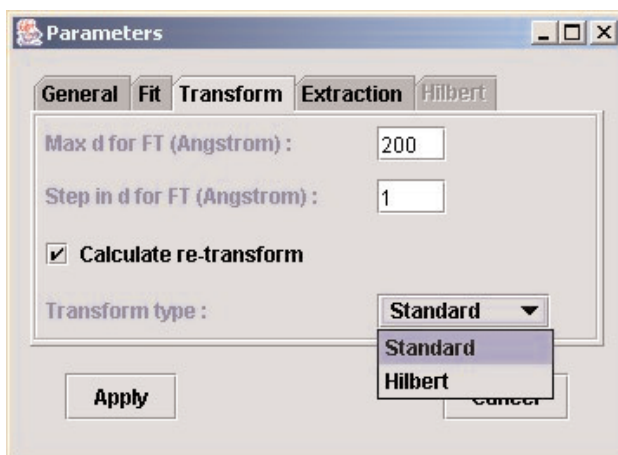 Parameters
General Fit Transform Extraction Hilbert
Max d for FT (Angstrom) : 200
Step in d for FT (Angstrom) : 1
Calculate re-transform
Transform type : Standard
Standard
Hilbert
Apply Cancel